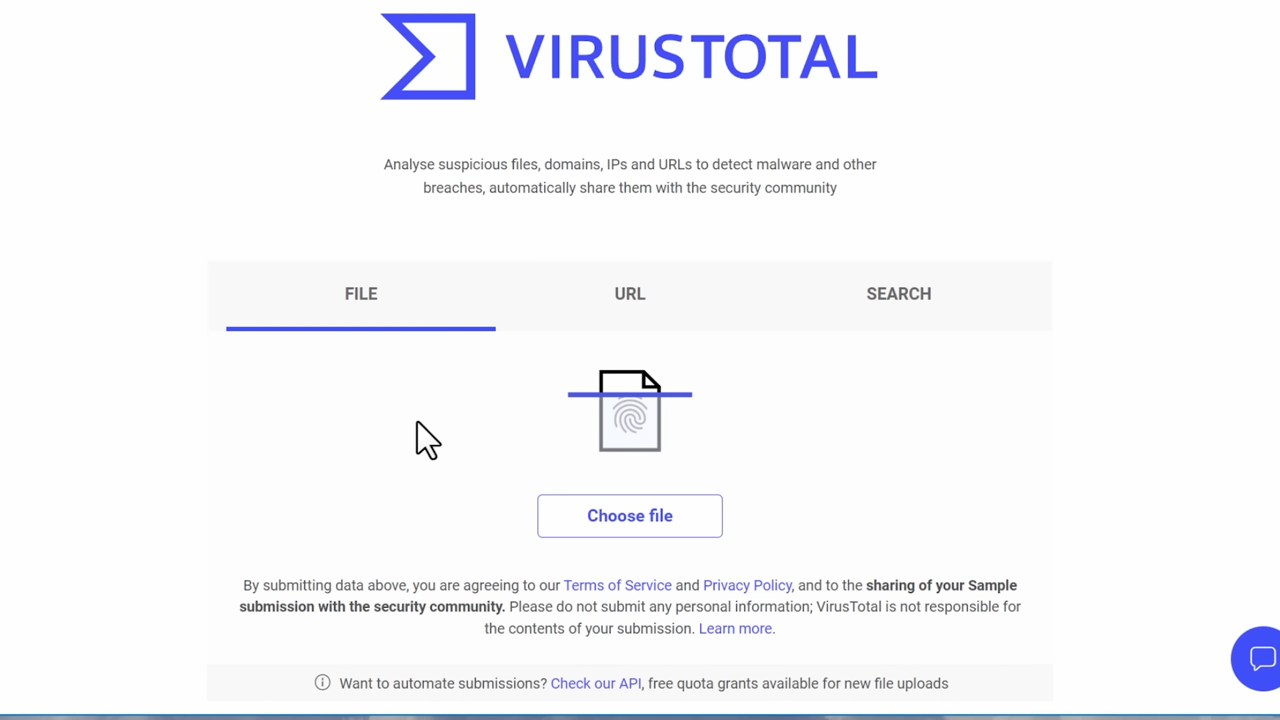 VIRUSTOTAL
Analyse suspicious files, domains, IPs and URLs to detect malware and other
breaches, automatically share them with the security community
FILE
URL
SEARCH
Choose file
By submitting data above, you are agreeing to our Terms of Service and Privacy Policy, and to the sharing of your Sample
submission with the security community. Please do not submit any personal information; VirusTotal is not responsible for
the contents of your submission. Learn more.
Want to automate submissions? Check our API, free quota grants available for new file uploads